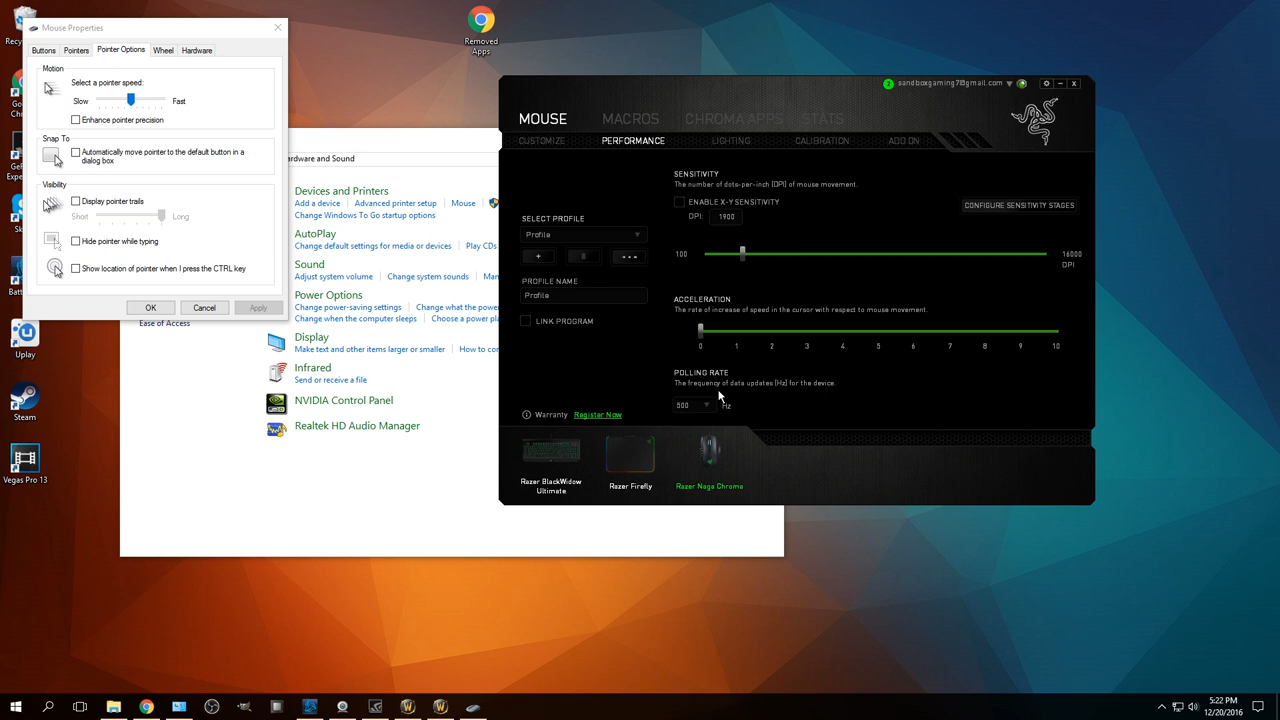 Mouse Properties
Buttons
Pointers
Pointer Options
Wheel
Hardware
Motion
Select a pointer speed:
Slow
Fast
Enhance pointer precision
Snap To
Automatically move pointer to the default button in a
dialog box
Visibility
Display pointer trails
Short
Long
Hide pointer while typing
Show location of pointer when I press the CTRL key
OK
Cancel
Apply
Removed
Apps
Uplay
Steam
Vegas Pro 13
ardware and Sound
Devices and Printers
Add a device
Advanced printer setup
Mouse
Change Windows To Go startup options
AutoPlay
Change default settings for media or devices
Play CDs
Sound
Adjust system volume
Change system sounds
Power Options
Change power-saving settings
Change what the power
Change when the computer sleeps
Choose a power pl
Ease of Access
Display
Make text and other items larger or smaller
How to
Infrared
Send or receive a file
NVIDIA Control Panel
Realtek HD Audio Manager
2
sandboxgaming7@gmail.com
MOUSE
MACROS
CHROMA APPS
STATS
CUSTOMIZE
PERFORMANCE
LIGHTING
CALIBRATION
ADD ON
SELECT PROFILE
Profile
PROFILE NAME
Profile
LINK PROGRAM
SENSITIVITY
The number of dots-per-inch [DPI] of mouse movement.
ENABLE X-Y SENSITIVITY
DPI:
1900
CONFIGURE SENSITIVITY STAGES
100
16000
DPI
ACCELERATION
The rate of increase of speed in the cursor with respect to mouse movement.
0 1 2 3 4 5 6 7 8 9 10
POLLING RATE
The frequency of data updates [Hz] for the device.
500
Hz
Warranty
Register Now
Razer BlackWidow
Ultimate
Razer Firefly
Razer Naga Chroma
5:22 PM
12/20/2016